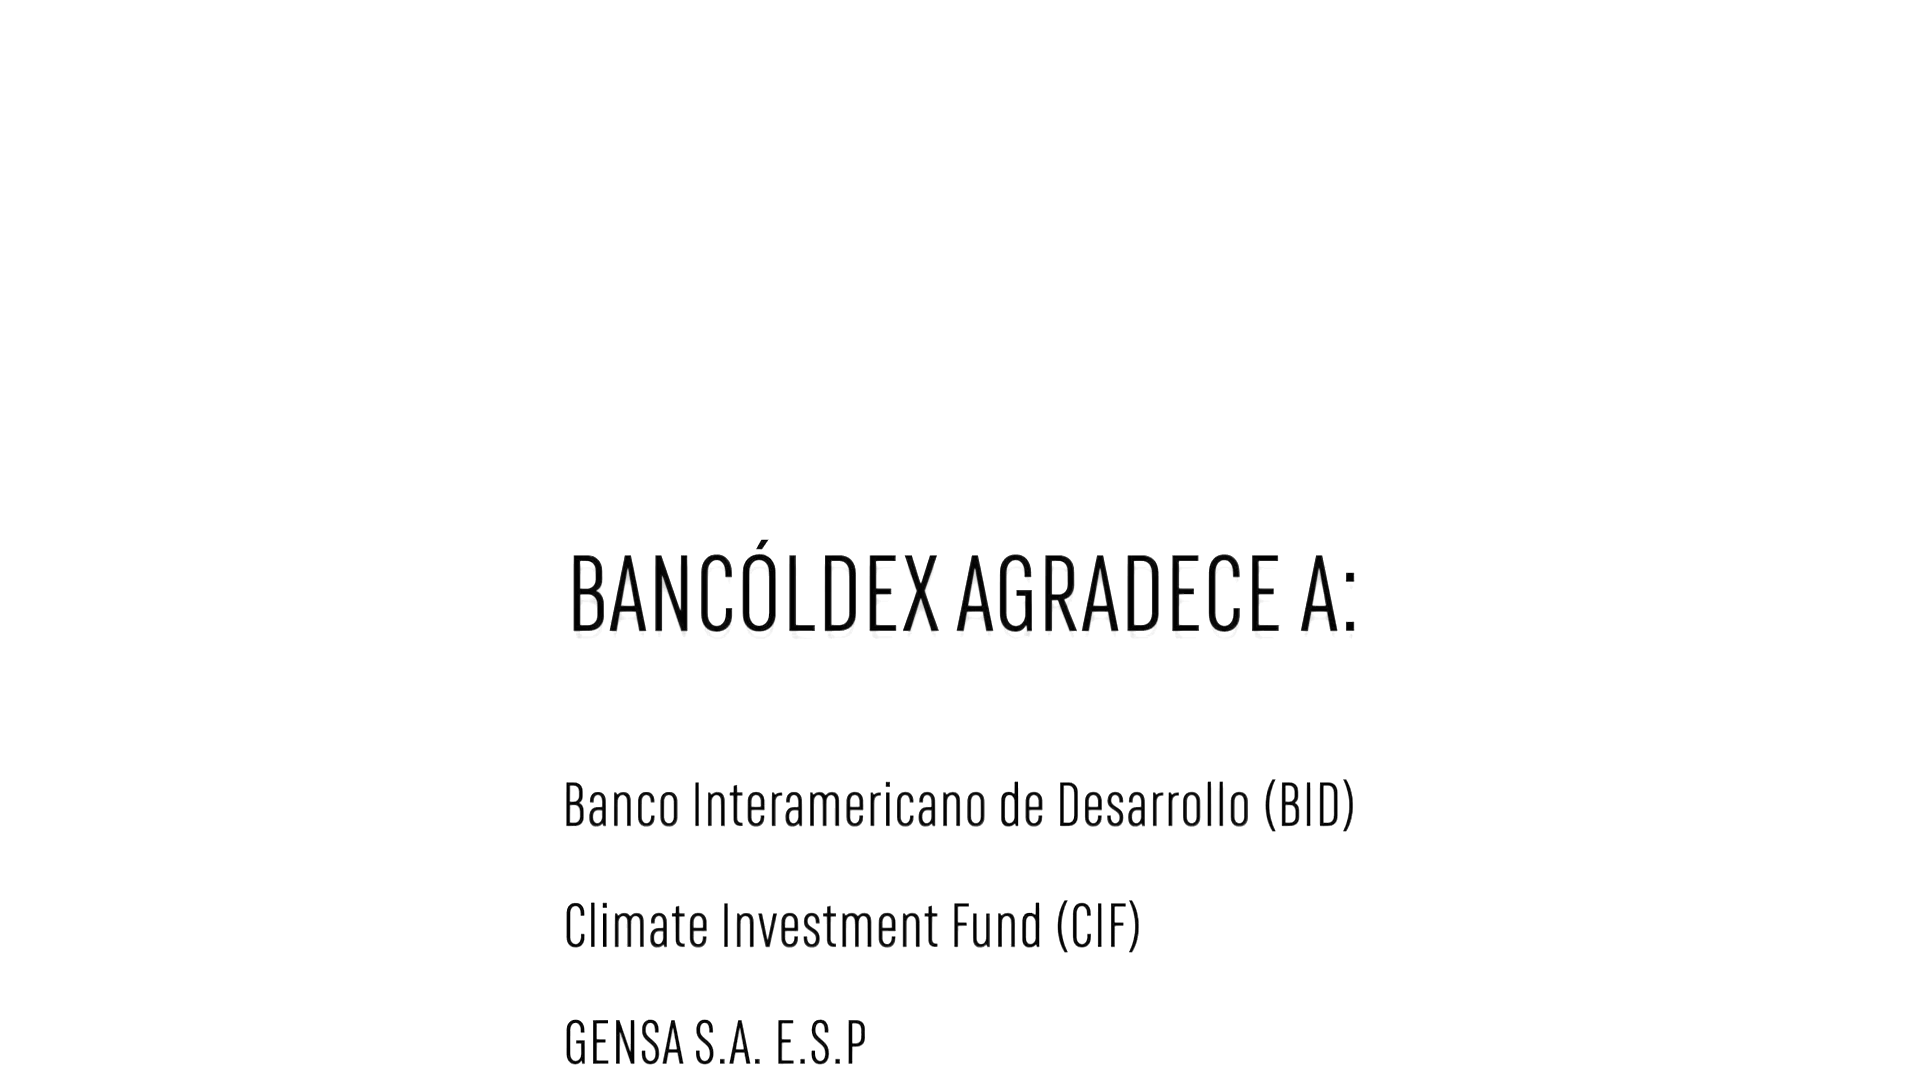 BANCÓLDEX AGRADECE A:
Banco Interamericano de Desarrollo (BID)
Climate Investment Fund (CIF)
GENSA S.A. E.S.P